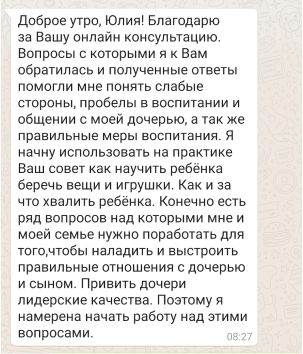 Доброе утро, Юлия! Благодарю
за Вашу онлайн консультацию.
Вопросы с которыми я к Вам
обратилась и полученные ответы
помогли мне понять слабые
стороны, пробелы в воспитании и
общении с моей дочерью, а так же
правильные меры воспитания. Я
начну использовать на практике
Ваш совет как научить ребёнка
беречь вещи и игрушки. Как и за
что хвалить ребёнка. Конечно есть
ряд вопросов над которыми мне и
моей семье нужно поработать для
того,чтобы наладить и выстроить
правильные отношения с дочерью
и сыном. Привить дочери
лидерские качества. Поэтому я
намерена начать работу над этими
вопросами.
08:27